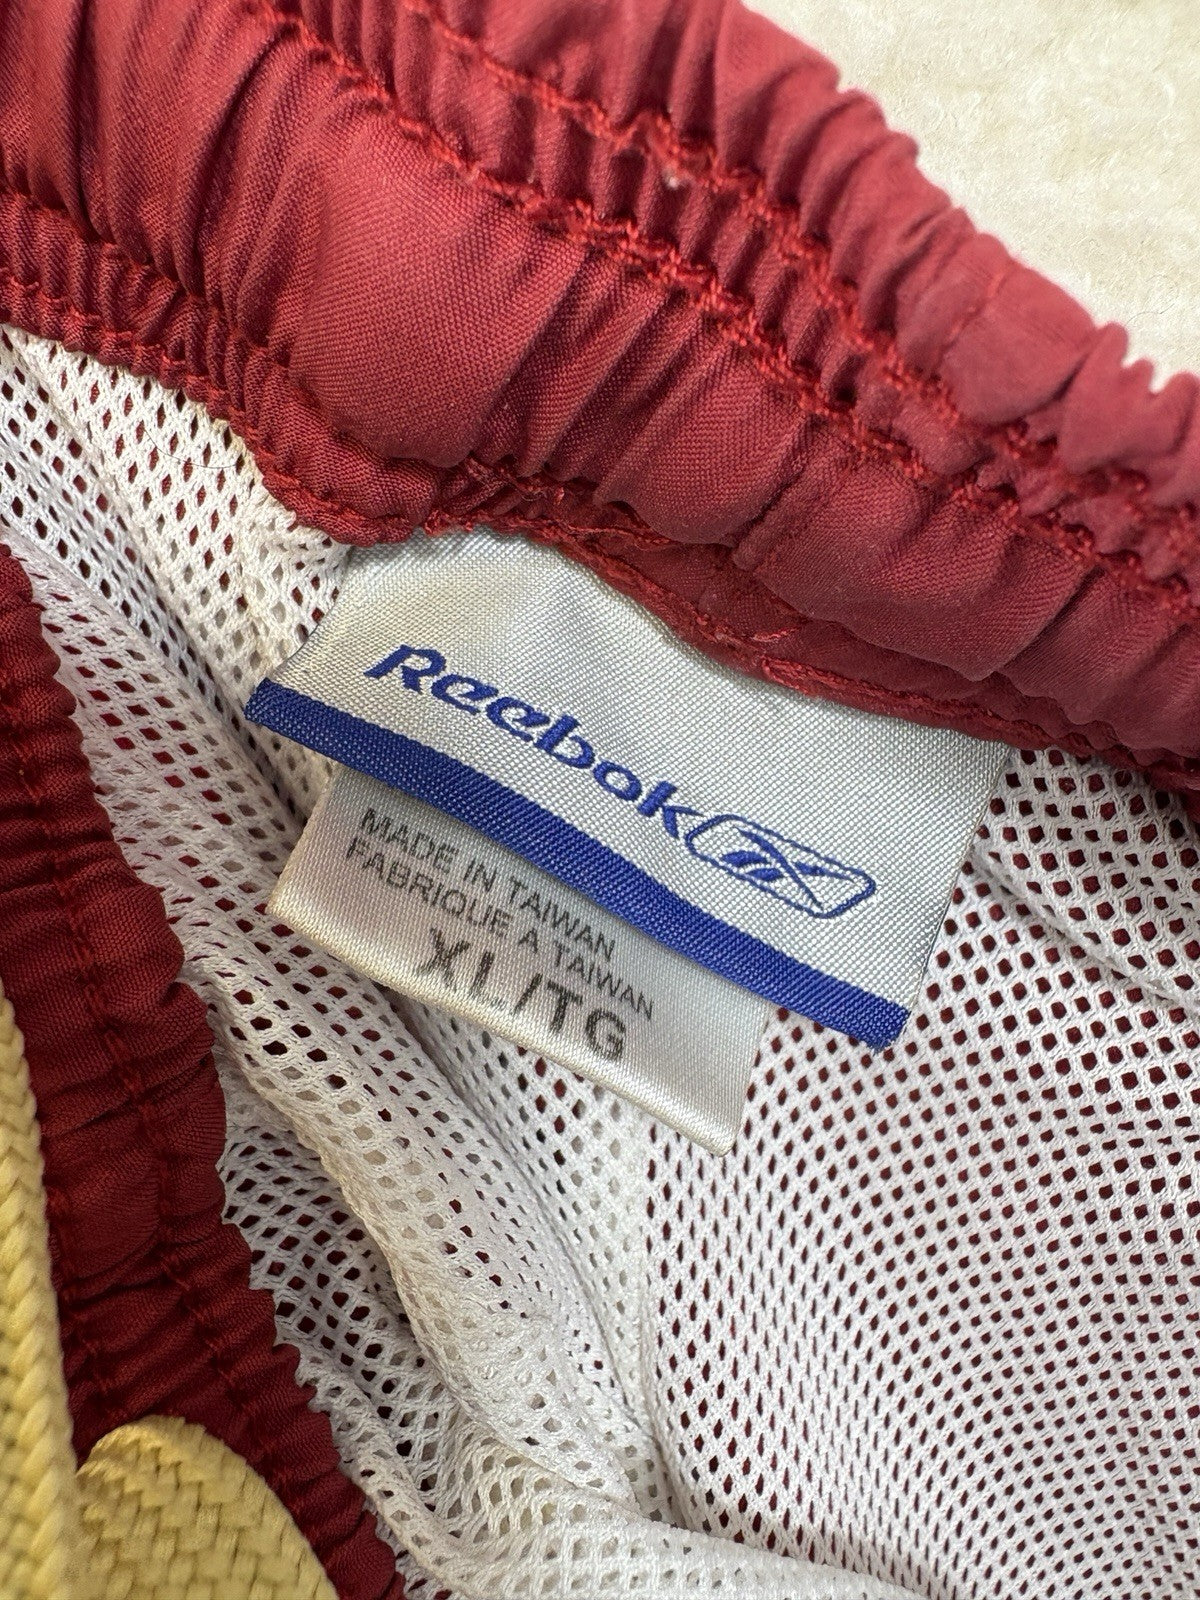 Reebok
MADE IN TAIWAN
FABRIQUE A TAIWAN
XL/TG